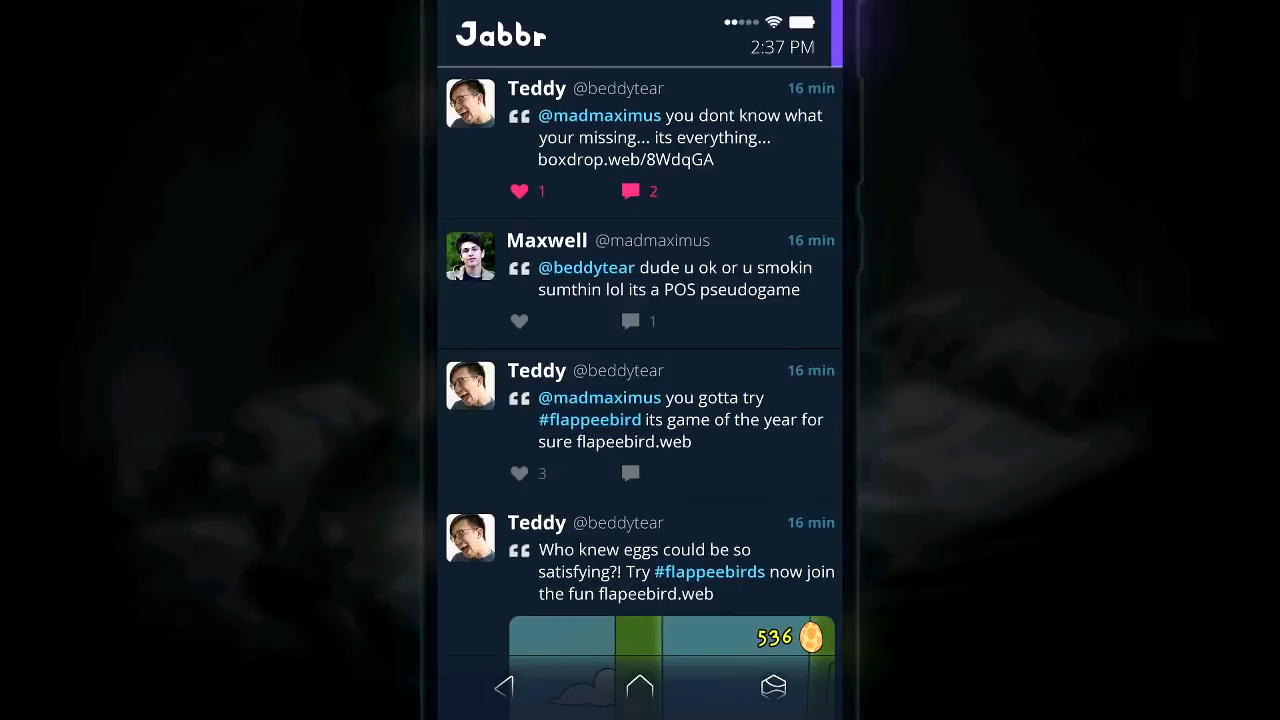 Jabbr
2:37 PM
Teddy @beddytear 16 min
@madmaximus you dont know what
your missing... its everything...
boxdrop.web/8WdqGA
1 2
Maxwell @madmaximus 16 min
@beddytear dude u ok or u smokin
sumthin lol its a POS pseudogame
1
Teddy @beddytear 16 min
@madmaximus you gotta try
#flappeebird its game of the year for
sure flapeebird.web
3
Teddy @beddytear 16 min
Who knew eggs could be so
satisfying?! Try #flappeebirds now join
the fun flapeebird.web
536